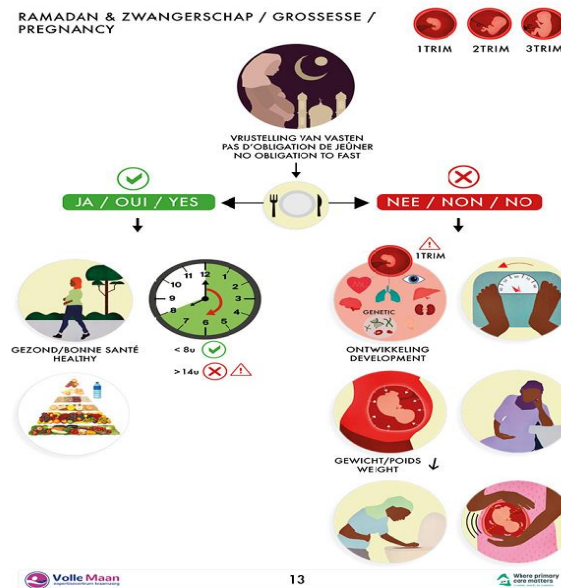 RAMADAN & ZWANGERSCHAP / GROSSESSE /
PREGNANCY
1TRIM 2TRIM 3TRIM
VRIJSTELLING VAN VASTEN
PAS D'OBLIGATION DE JEÛNER
NO OBLIGATION TO FAST
JA / OUI / YES
NEE / NON / NO
12
1
2
3
4
5
6
7
8
9
10
11
< 8u
> 14u
GEZOND/BONNE SANTÉ
HEALTHY
1TRIM
GENETIC
ONTWIKKELING
DEVELOPMENT
GEWICHT/POIDS
WEIGHT
Volle Maan
13
Where primary
care matters